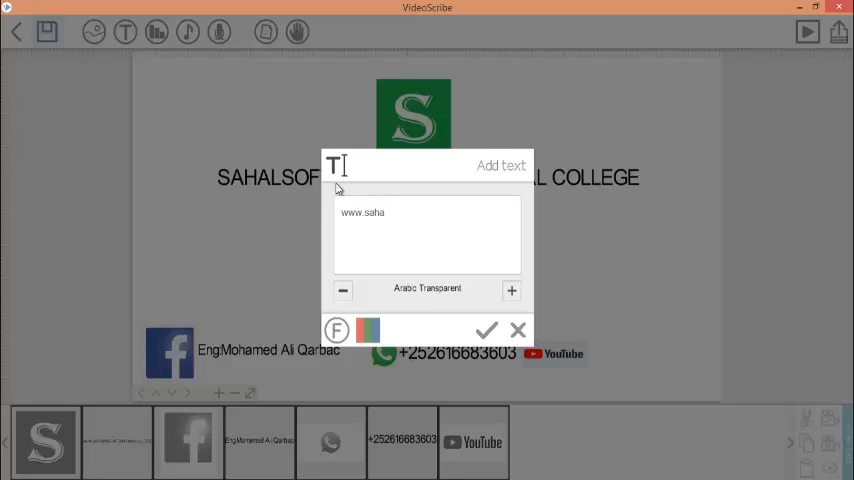 VideoScribe
S
SAHALSOF
AL COLLEGE
T
Add text
www.saha
Arabic Transparent
F
f
Eng:Mohamed Ali Qarbac
+252616683603
YouTube
S
f
Eng:Mohamed Ali Qarbac
+252616683603
YouTube